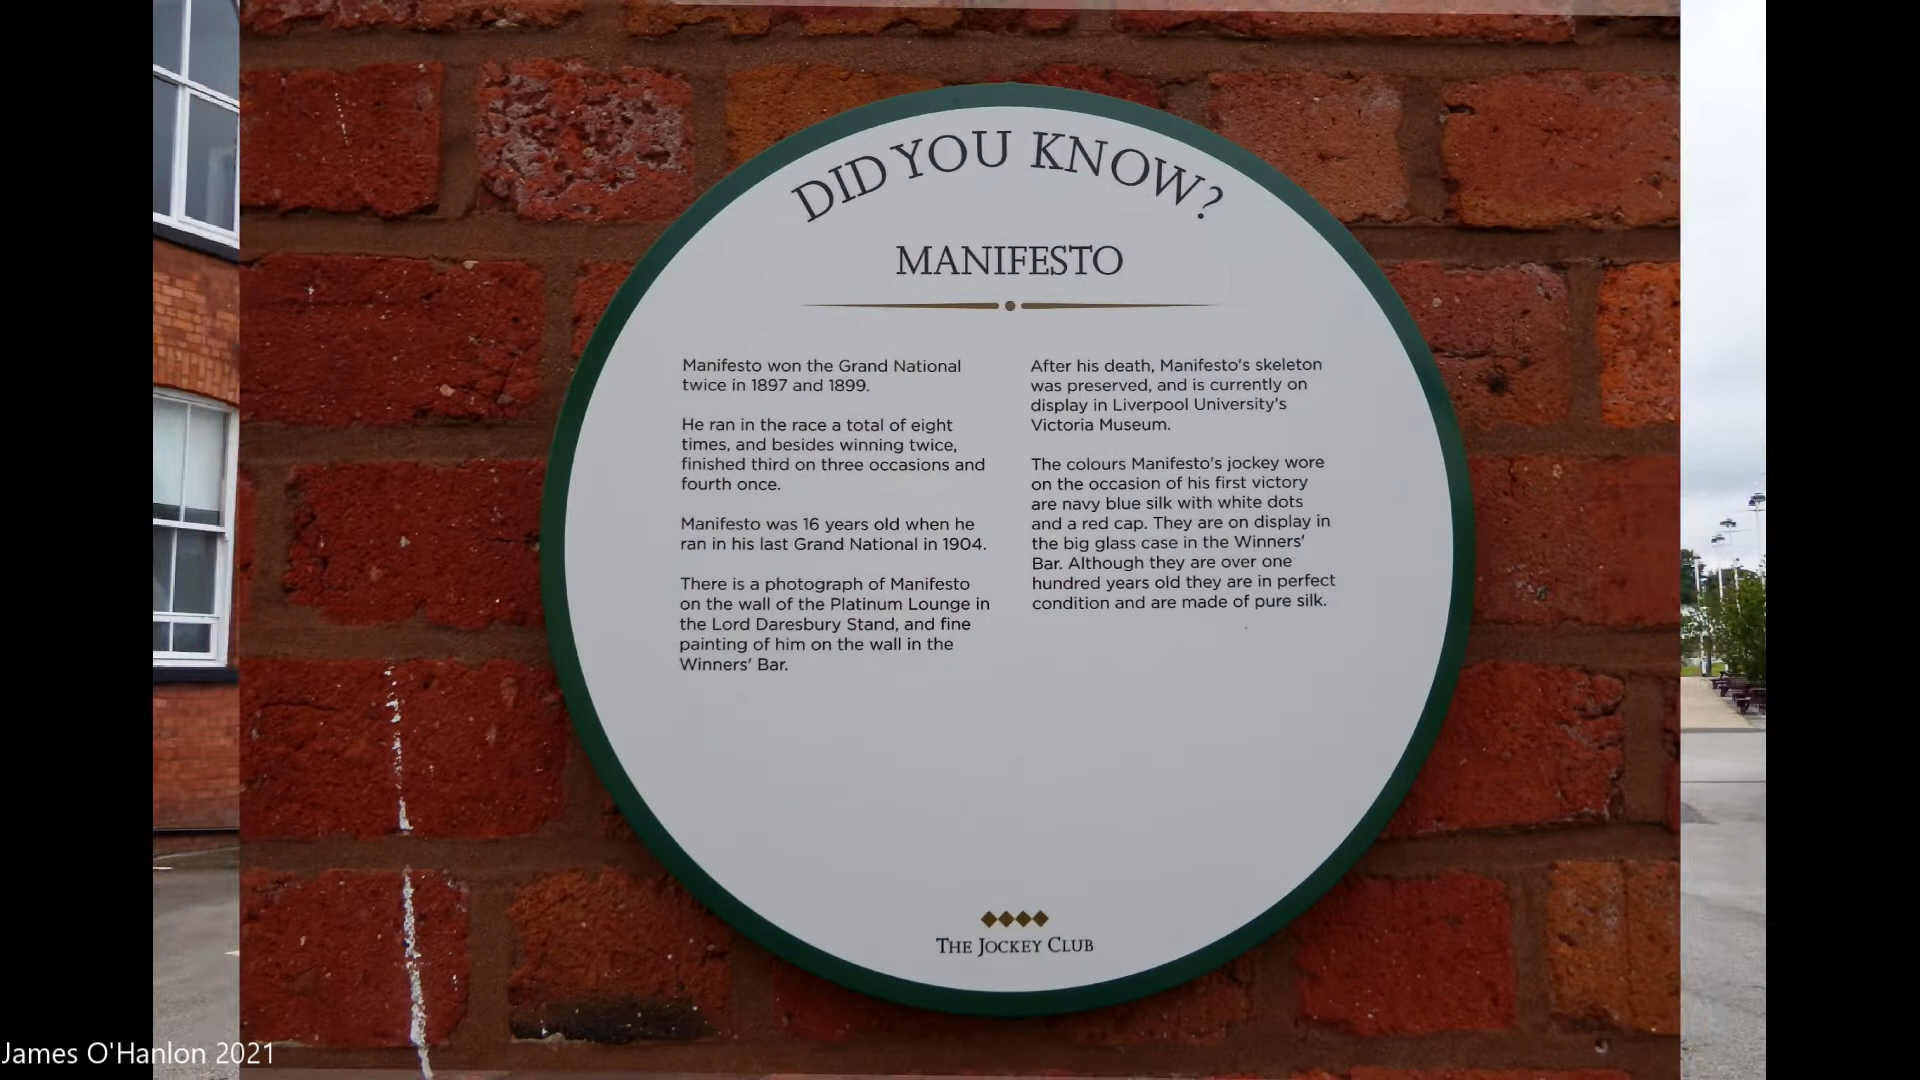 DID YOU KNOW?
MANIFESTO
Manifesto won the Grand National
twice in 1897 and 1899.
He ran in the race a total of eight
times, and besides winning twice,
finished third on three occasions and
fourth once.
Manifesto was 16 years old when he
ran in his last Grand National in 1904.
There is a photograph of Manifesto
on the wall of the Platinum Lounge in
the Lord Daresbury Stand, and fine
painting of him on the wall in the
Winners' Bar.
After his death, Manifesto's skeleton
was preserved, and is currently on
display in Liverpool University's
Victoria Museum.
The colours Manifesto's jockey wore
on the occasion of his first victory
are navy blue silk with white dots
and a red cap. They are on display in
the big glass case in the Winners'
Bar. Although they are over one
hundred years old they are in perfect
condition and are made of pure silk.
THE JOCKEY CLUB
James O'Hanlon 2021